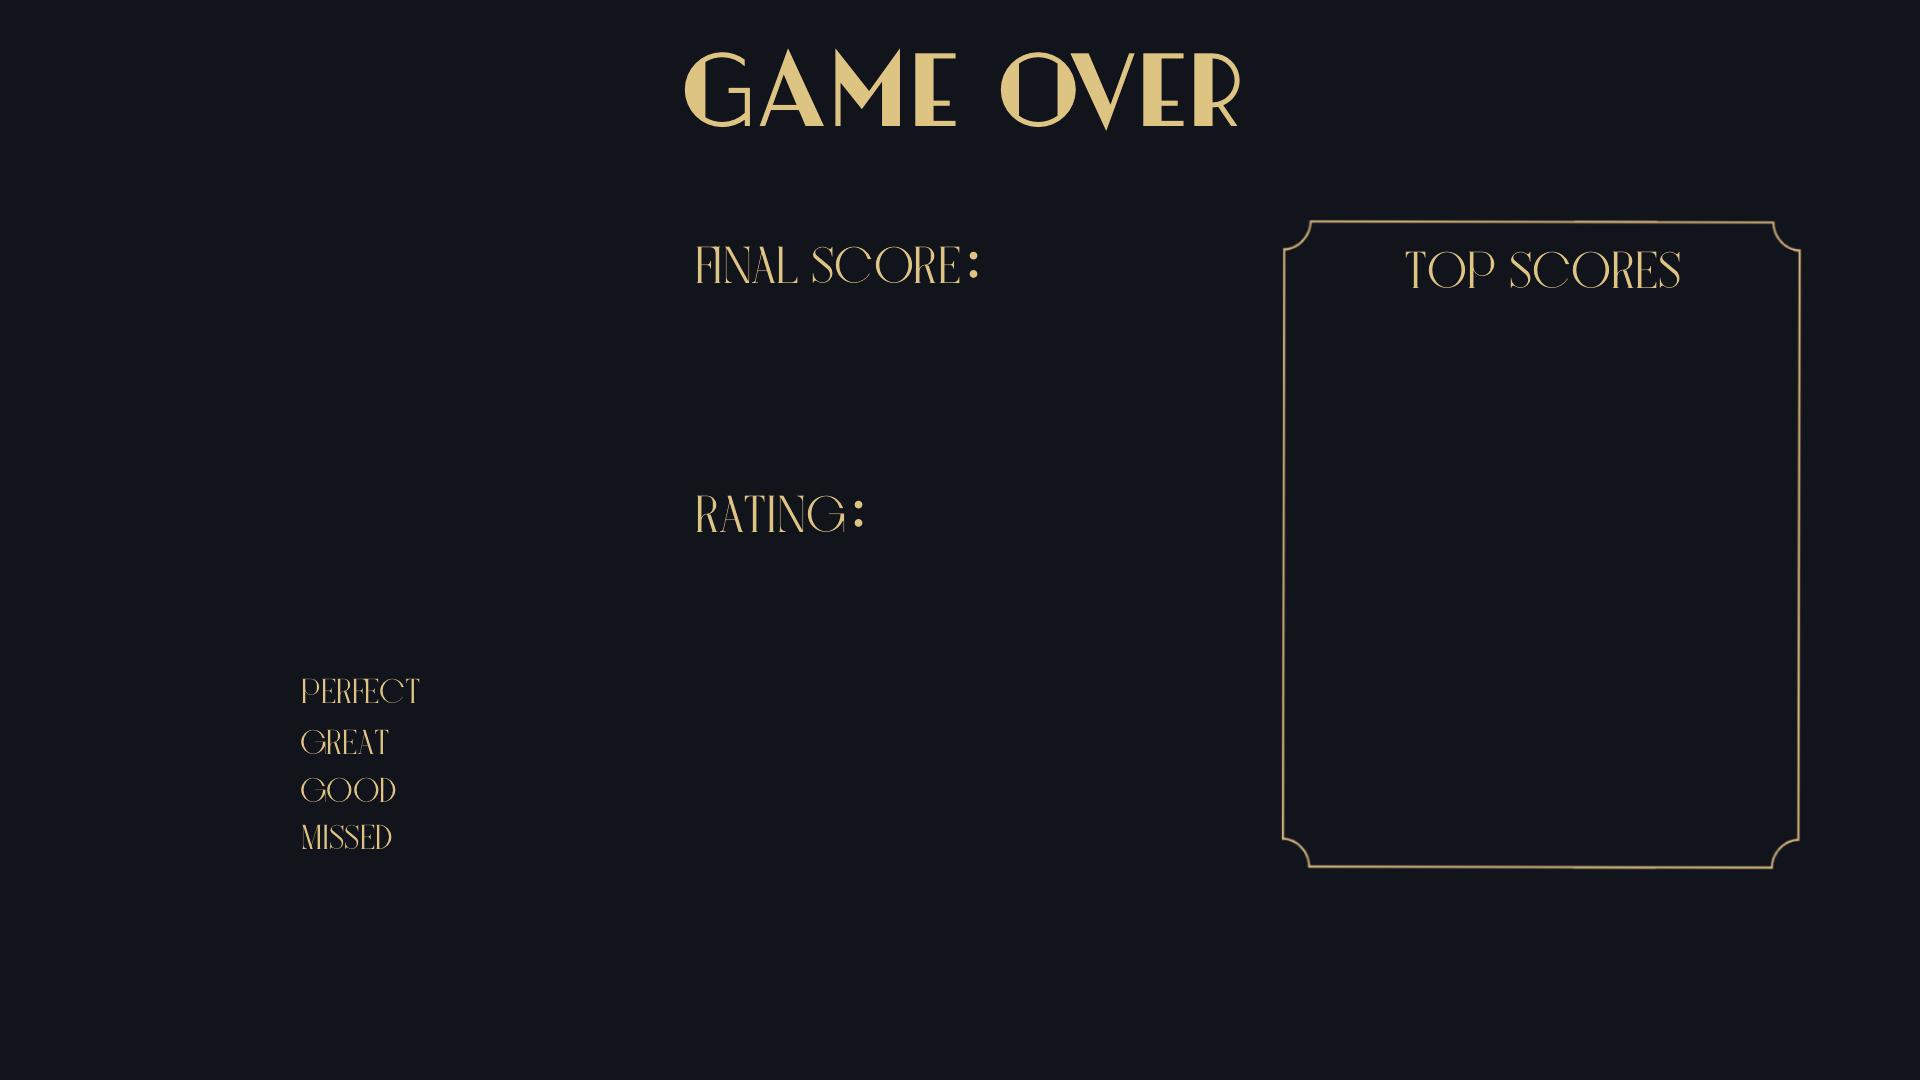 GAME OVER
FINAL SCORE:
TOP SCORES
RATING:
PERFECT
GREAT
GOOD
MISSED